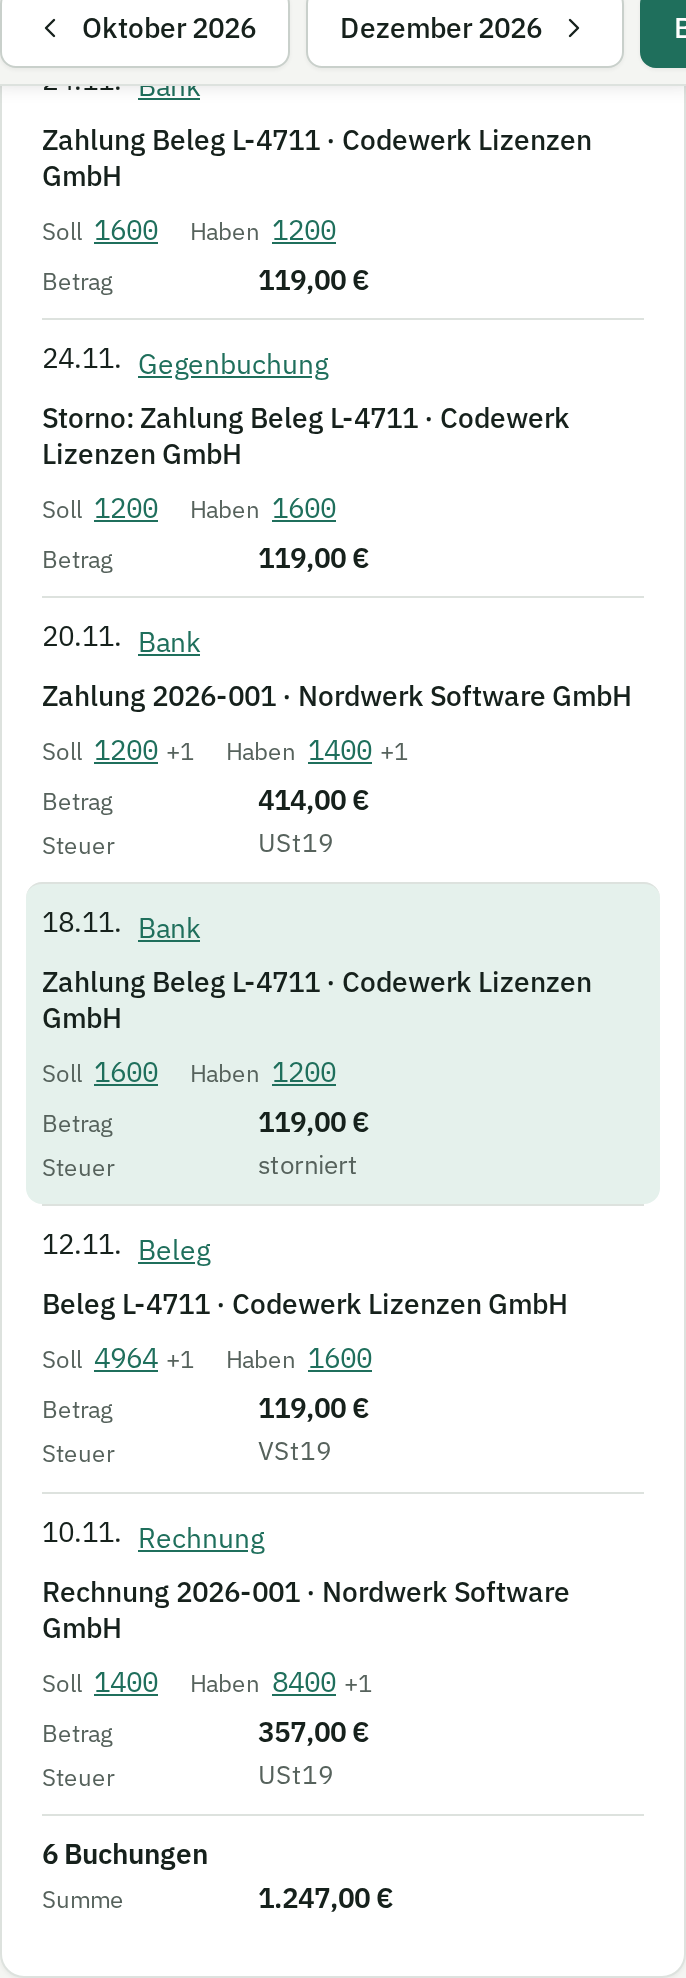 Oktober 2026 Dezember 2026
24.11. Bank
Zahlung Beleg L-4711 · Codewerk Lizenzen
GmbH
Soll 1600 Haben 1200
Betrag 119,00 €
24.11. Gegenbuchung
Storno: Zahlung Beleg L-4711 · Codewerk
Lizenzen GmbH
Soll 1200 Haben 1600
Betrag 119,00 €
20.11. Bank
Zahlung 2026-001 · Nordwerk Software GmbH
Soll 1200 +1 Haben 1400 +1
Betrag 414,00 €
Steuer USt19
18.11. Bank
Zahlung Beleg L-4711 · Codewerk Lizenzen
GmbH
Soll 1600 Haben 1200
Betrag 119,00 €
Steuer storniert
12.11. Beleg
Beleg L-4711 · Codewerk Lizenzen GmbH
Soll 4964 +1 Haben 1600
Betrag 119,00 €
Steuer VSt19
10.11. Rechnung
Rechnung 2026-001 · Nordwerk Software
GmbH
Soll 1400 Haben 8400 +1
Betrag 357,00 €
Steuer USt19
6 Buchungen
Summe 1.247,00 €